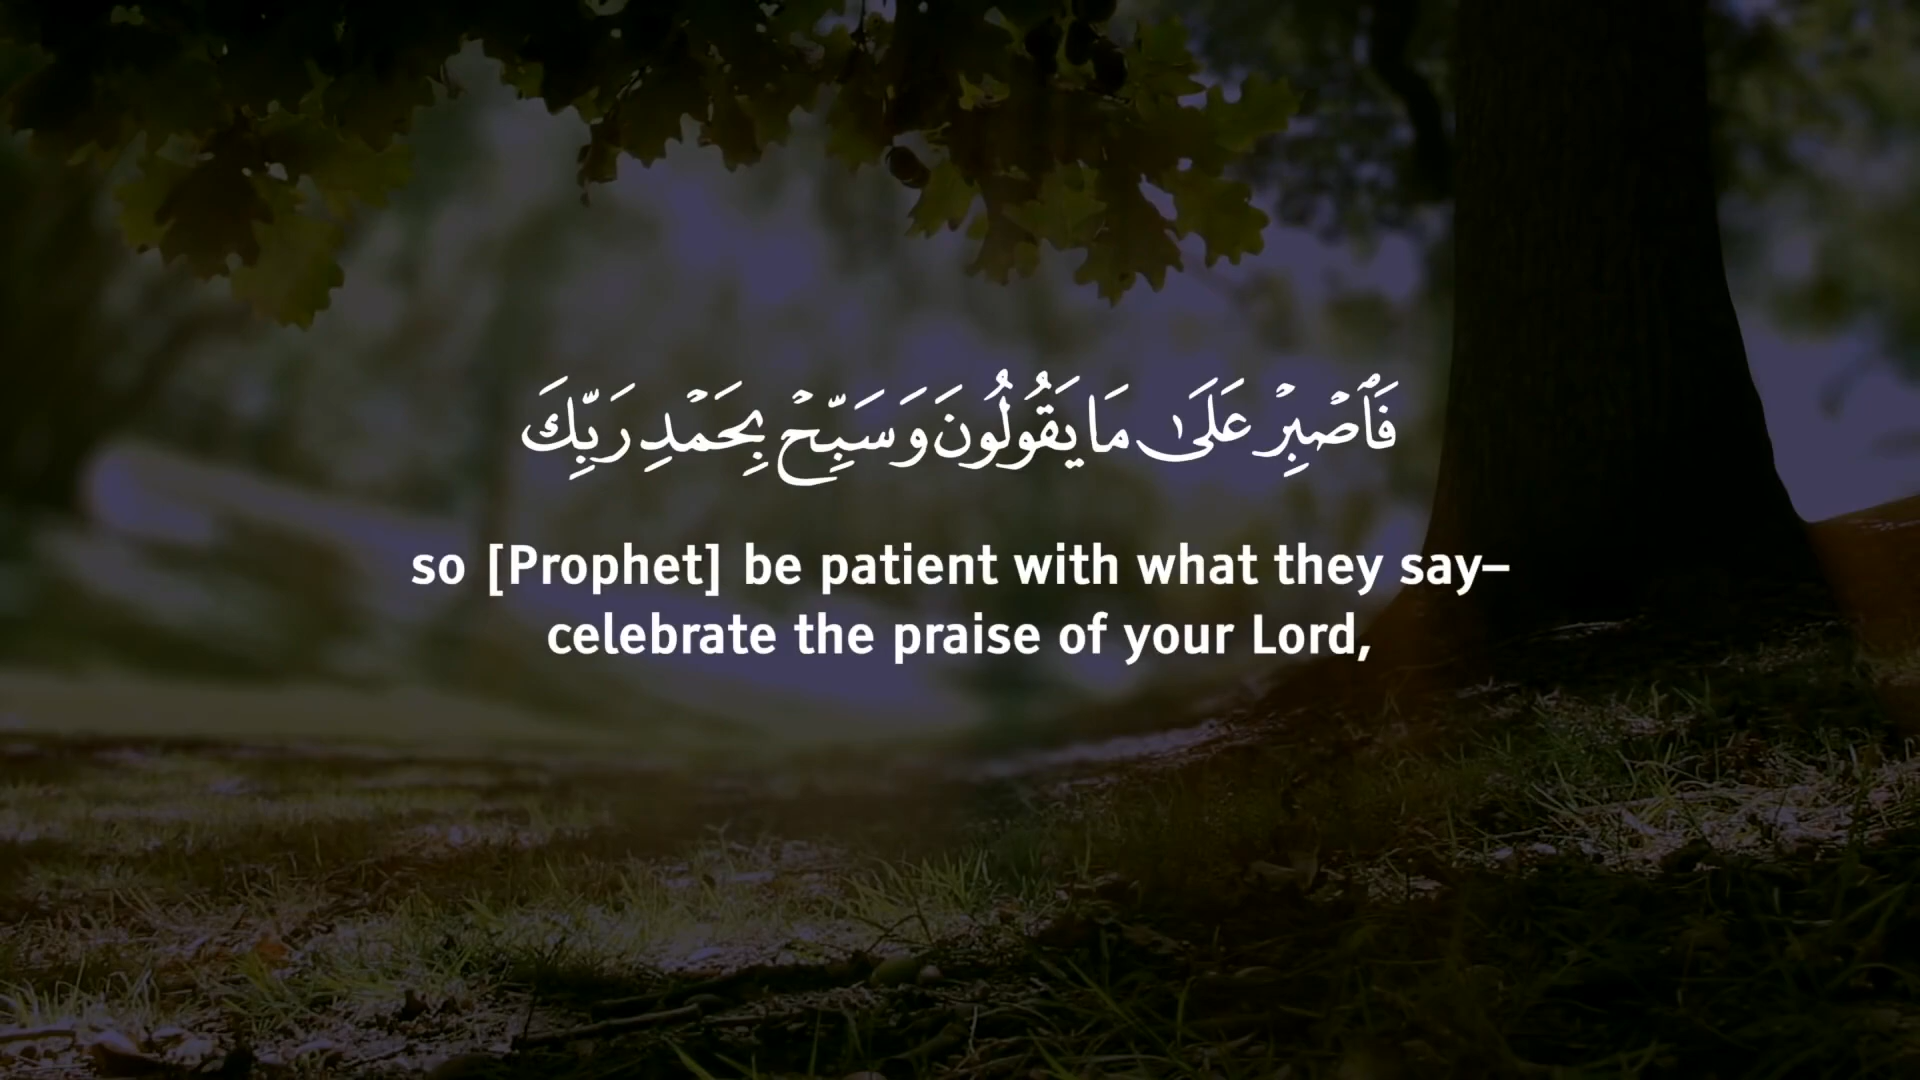 فَٱصۡبِرۡ عَلَىٰ مَا يَقُولُونَ وَسَبِّحۡ بِحَمۡدِ رَبِّكَ
so [Prophet] be patient with what they say–
celebrate the praise of your Lord,